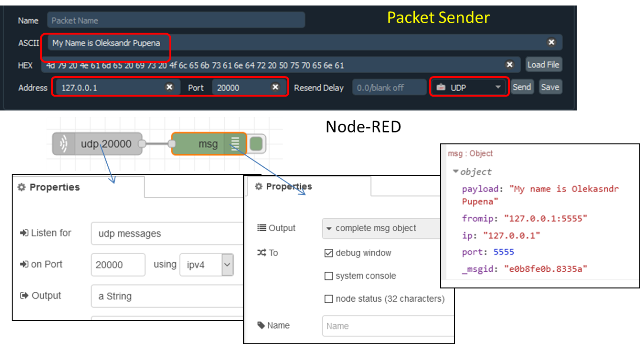 Packet Sender
Name Packet Name
ASCII My Name is Oleksandr Pupena
HEX 4d 79 20 4e 61 6d 65 20 69 73 20 4f 6c 65 6b 73 61 6e 64 72 20 50 75 70 65 6e 61 Load File
Address 127.0.0.1 Port 20000 Resend Delay 0.0/blank off UDP Send Save
Node-RED
udp 20000 msg
Properties
Listen for udp messages
on Port 20000 using ipv4
Output a String
Properties
Output complete msg object
To debug window
system console
node status (32 characters)
Name Name
msg : Object
object
payload: "My name is Olekasndr
Pupena"
fromip: "127.0.0.1:5555"
ip: "127.0.0.1"
port: 5555
_msgid: "e0b8fe0b.8335a"